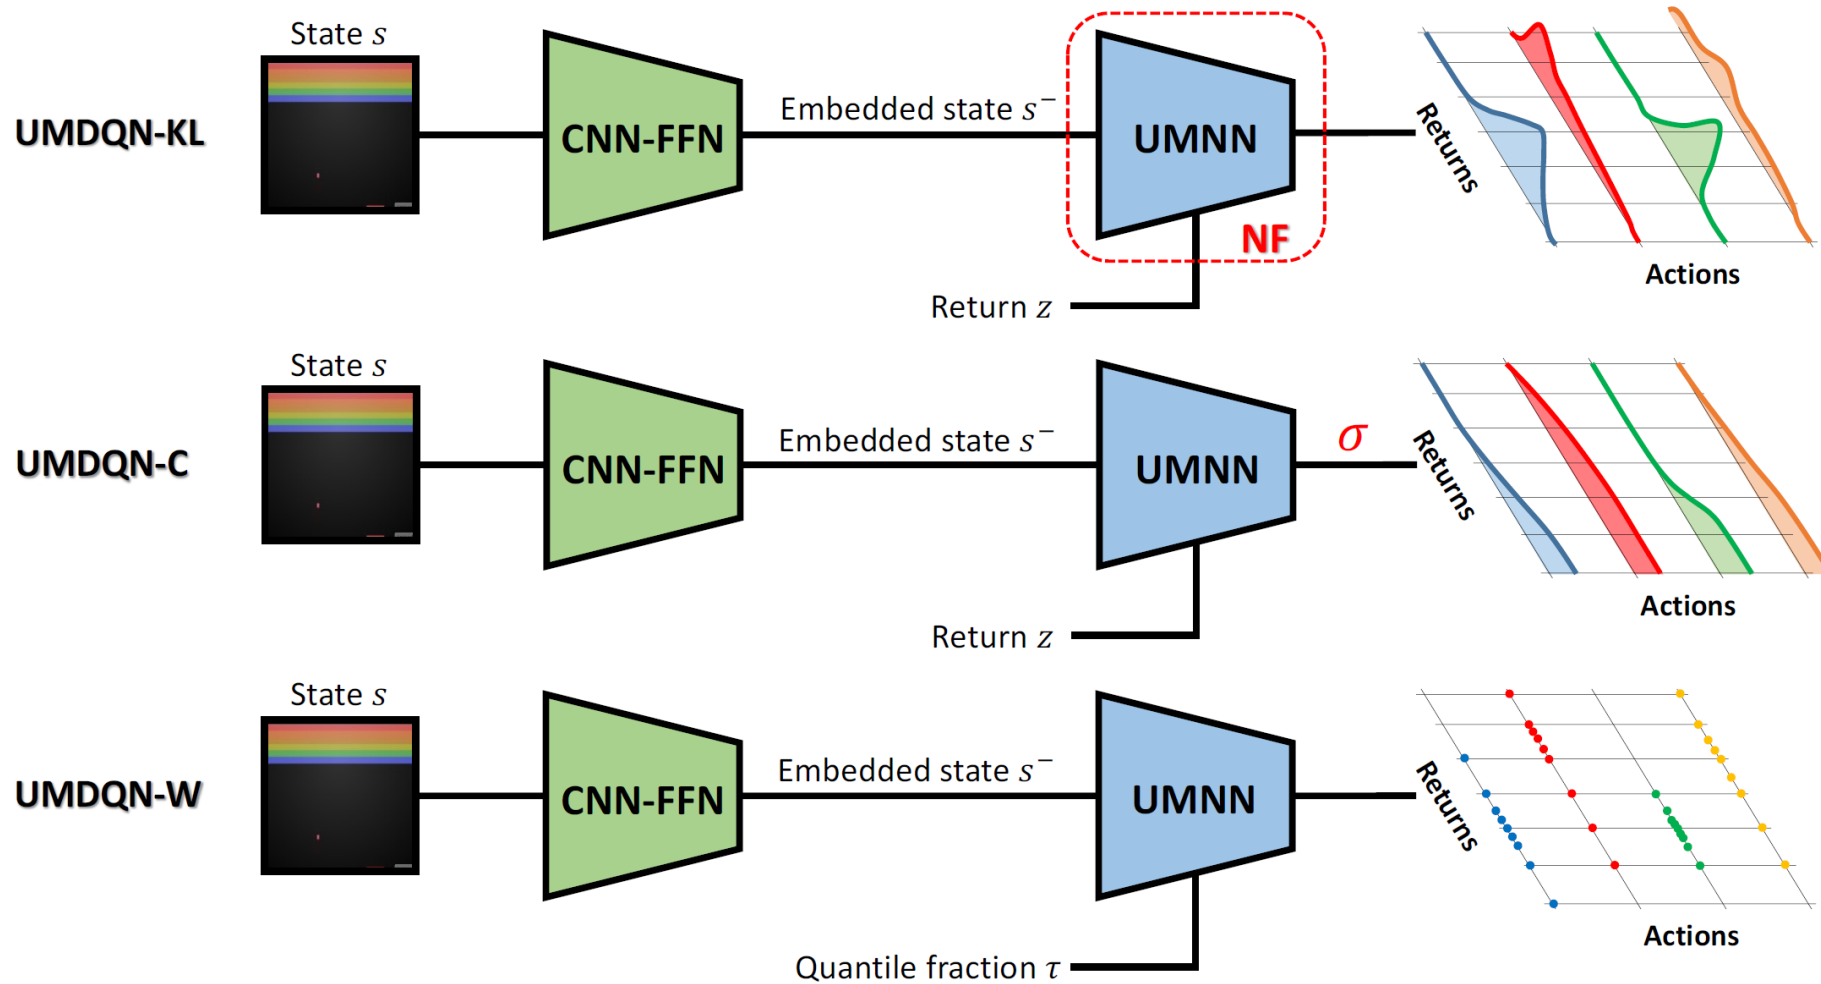 State s
UMDQN-KL
CNN-FFN
Embedded state s⁻
UMNN
NF
Return z
Returns
Actions
State s
UMDQN-C
CNN-FFN
Embedded state s⁻
UMNN
σ
Return z
Returns
Actions
State s
UMDQN-W
CNN-FFN
Embedded state s⁻
UMNN
Quantile fraction τ
Returns
Actions